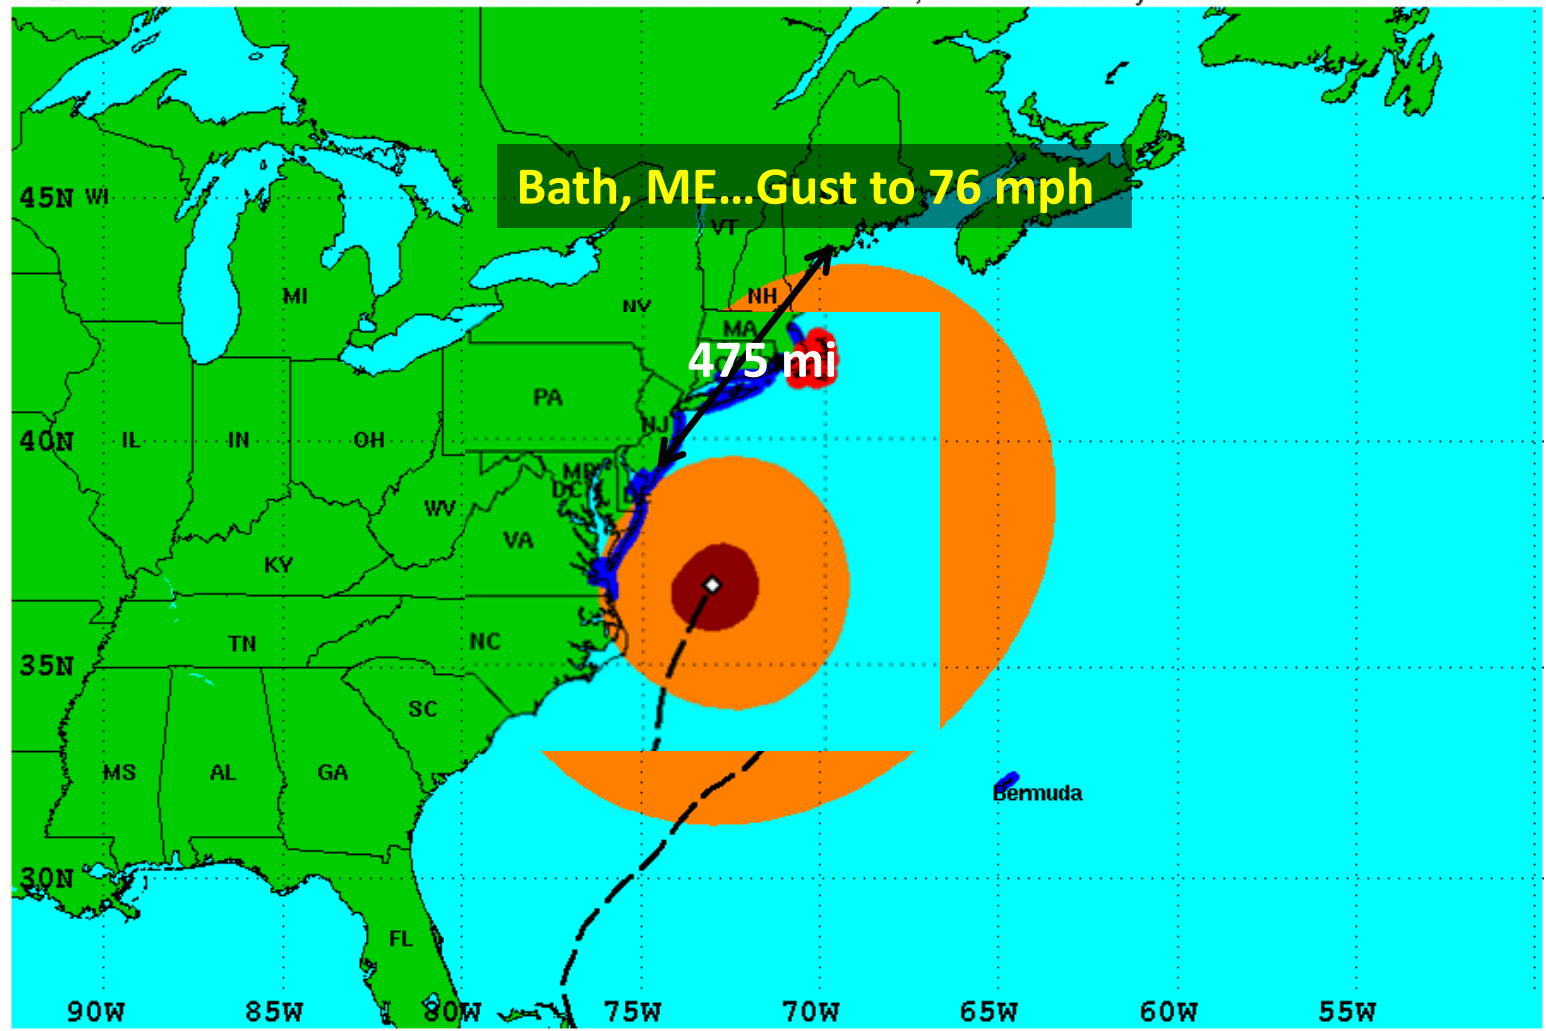 Bath, ME...Gust to 76 mph
45N
WI
VT
MI
NY
NH
MA
475 mi
PA
NJ
40N
IL
IN
OH
MD
DC
DE
WV
VA
KY
TN
NC
35N
SC
MS
AL
GA
Bermuda
30N
FL
90W
85W
80W
75W
70W
65W
60W
55W